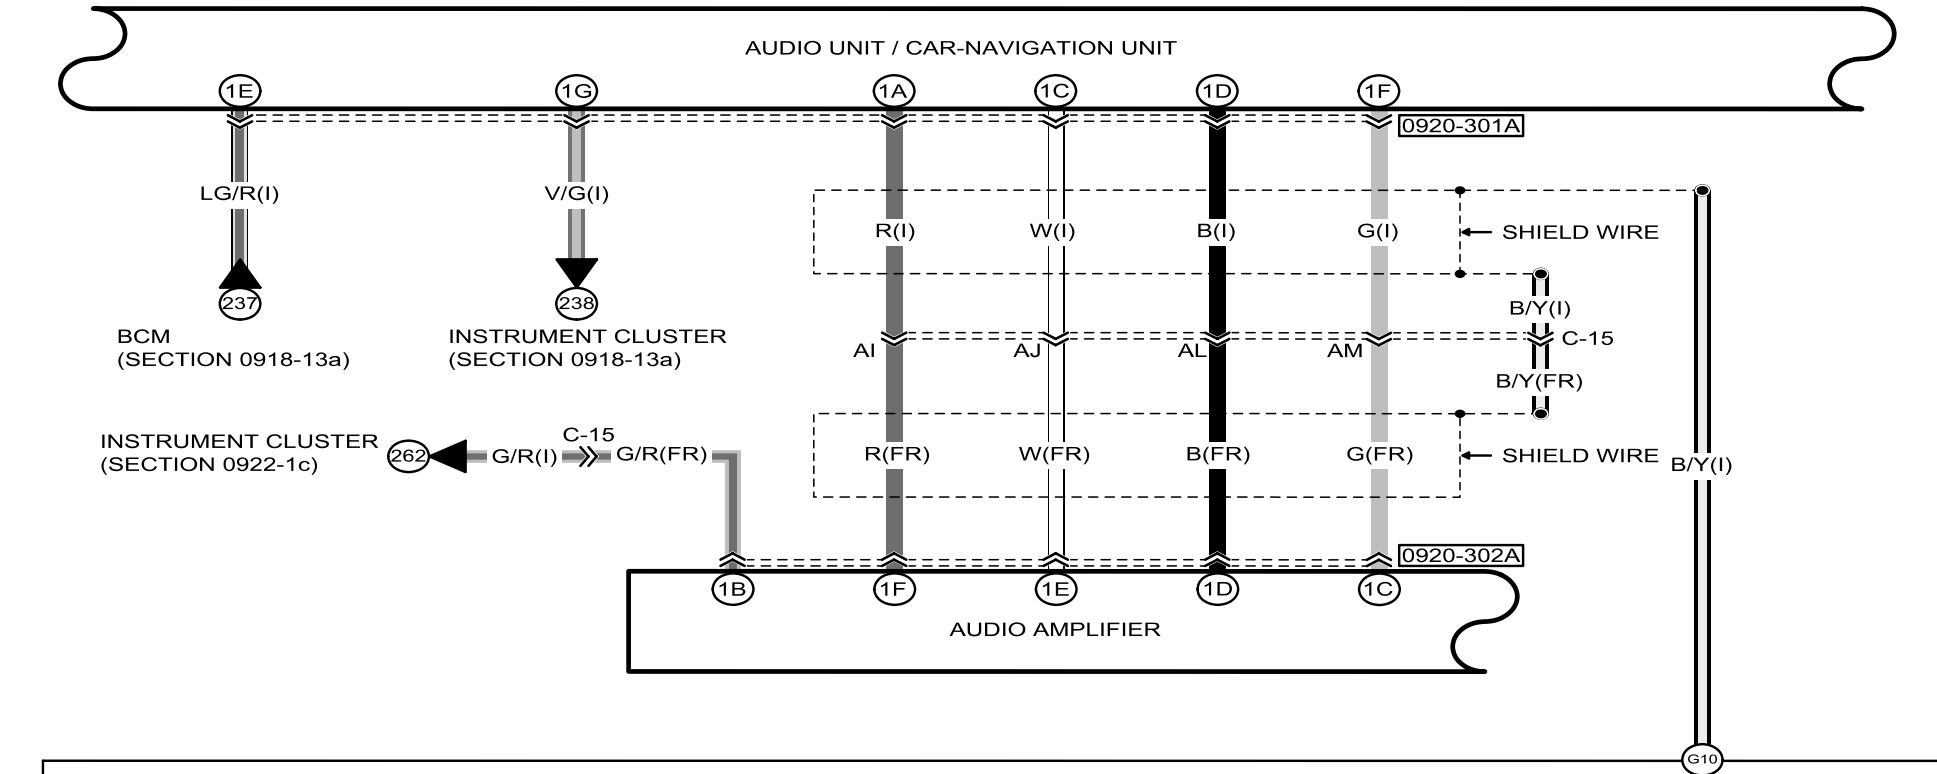 AUDIO UNIT / CAR-NAVIGATION UNIT
1E 1G 1A 1C 1D 1F
0920-301A
LG/R(I) V/G(I)
R(I) W(I) B(I) G(I) SHIELD WIRE
237 238
B/Y(I)
BCM
(SECTION 0918-13a)
INSTRUMENT CLUSTER
(SECTION 0918-13a)
AI AJ AL AM C-15
B/Y(FR)
INSTRUMENT CLUSTER
(SECTION 0922-1c)
262 G/R(I) C-15 G/R(FR)
R(FR) W(FR) B(FR) G(FR) SHIELD WIRE
B/Y(I)
0920-302A
1B 1F 1E 1D 1C
AUDIO AMPLIFIER
G10